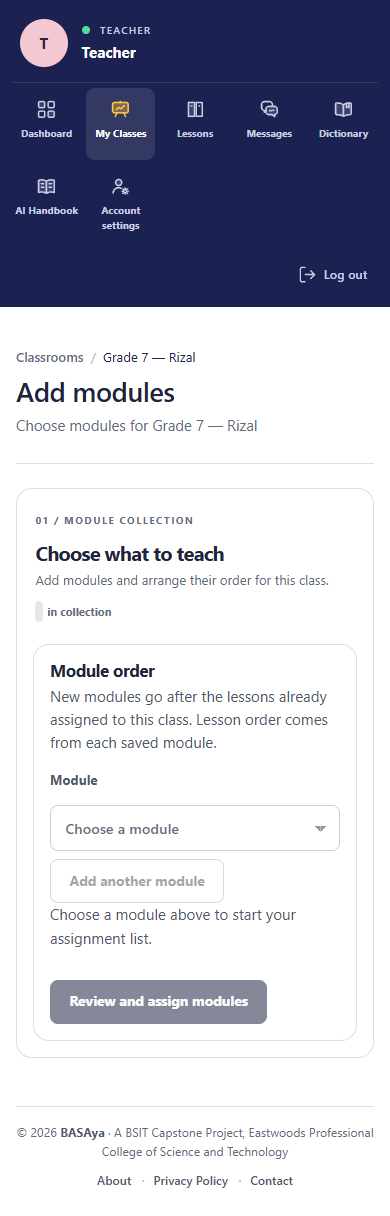 T
TEACHER
Teacher
Dashboard
My Classes
Lessons
Messages
Dictionary
AI Handbook
Account
settings
Log out
Classrooms / Grade 7 — Rizal
Add modules
Choose modules for Grade 7 — Rizal
01 / MODULE COLLECTION
Choose what to teach
Add modules and arrange their order for this class.
in collection
Module order
New modules go after the lessons already
assigned to this class. Lesson order comes
from each saved module.
Module
Choose a module
Add another module
Choose a module above to start your
assignment list.
Review and assign modules
© 2026 BASAya · A BSIT Capstone Project, Eastwoods Professional
College of Science and Technology
About · Privacy Policy · Contact